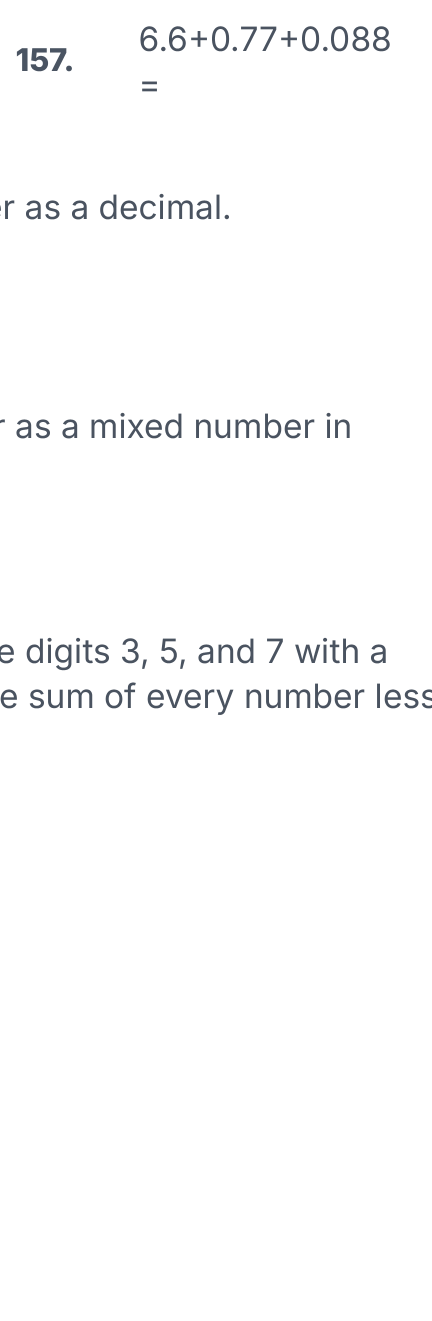 157. 6.6+0.77+0.088
=
r as a decimal.
r as a mixed number in
e digits 3, 5, and 7 with a
e sum of every number less